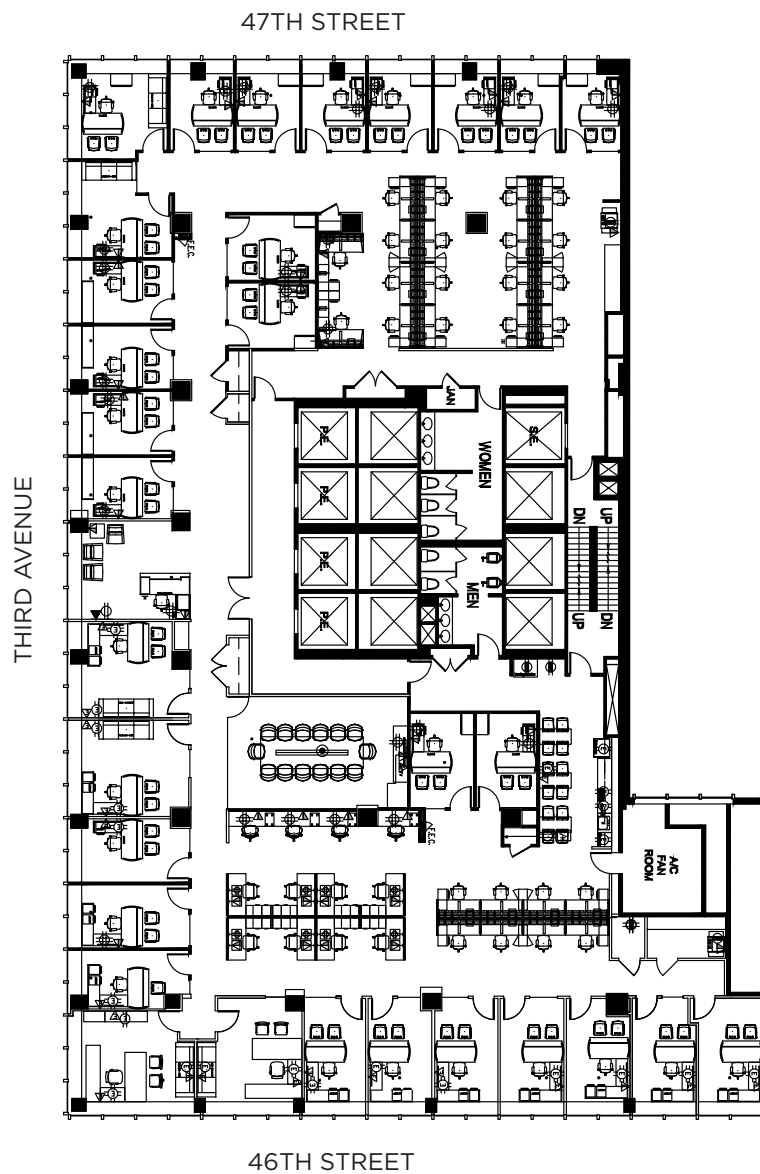 47TH STREET
F.E.C.
THIRD AVENUE
JAN
P.E.
S.E.
WOMEN
P.E.
P.E.
DN
UP
MEN
P.E.
UP
DN
F.E.C.
A/C
FAN
ROOM
46TH STREET